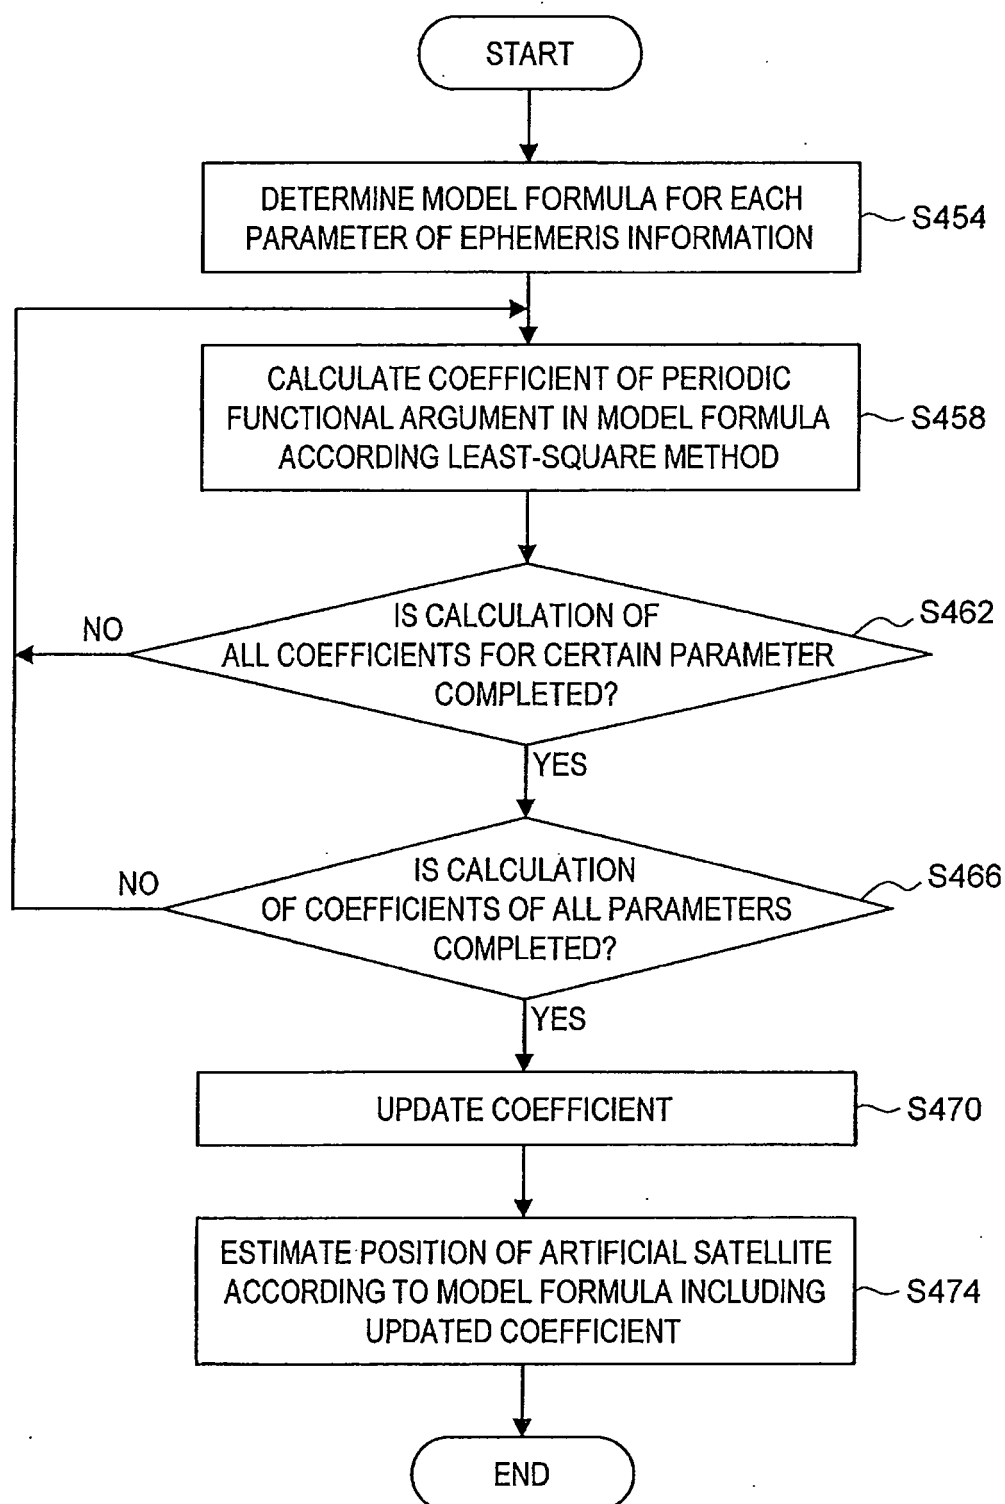 START
DETERMINE MODEL FORMULA FOR EACH
PARAMETER OF EPHEMERIS INFORMATION
S454
CALCULATE COEFFICIENT OF PERIODIC
FUNCTIONAL ARGUMENT IN MODEL FORMULA
ACCORDING LEAST-SQUARE METHOD
S458
IS CALCULATION OF
ALL COEFFICIENTS FOR CERTAIN PARAMETER
COMPLETED?
S462
NO
YES
IS CALCULATION
OF COEFFICIENTS OF ALL PARAMETERS
COMPLETED?
S466
NO
YES
UPDATE COEFFICIENT
S470
ESTIMATE POSITION OF ARTIFICIAL SATELLITE
ACCORDING TO MODEL FORMULA INCLUDING
UPDATED COEFFICIENT
S474
END